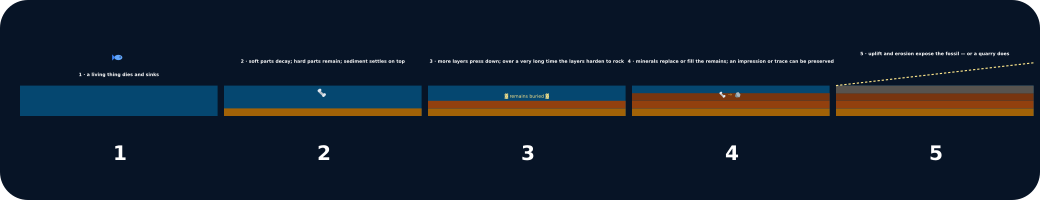 1 · a living thing dies and sinks
2 · soft parts decay; hard parts remain; sediment settles on top
3 · more layers press down; over a very long time the layers harden to rock
4 · minerals replace or fill the remains; an impression or trace can be preserved
5 · uplift and erosion expose the fossil — or a quarry does
remains buried
1
2
3
4
5